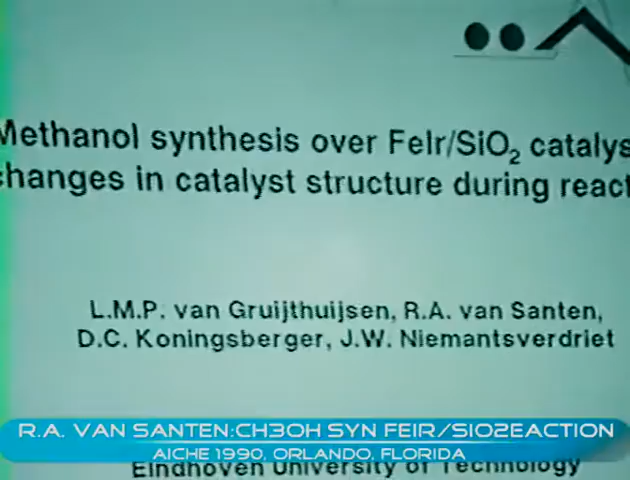 Methanol synthesis over FeIr/SiO2 catalys
changes in catalyst structure during react
L.M.P. van Gruijthuijsen, R.A. van Santen,
D.C. Koningsberger, J.W. Niemantsverdriet
R.A. VAN SANTEN:CH3OH SYN FEIR/SIO2EACTION
AICHE 1990, ORLANDO, FLORIDA
Eindhoven University of Technology